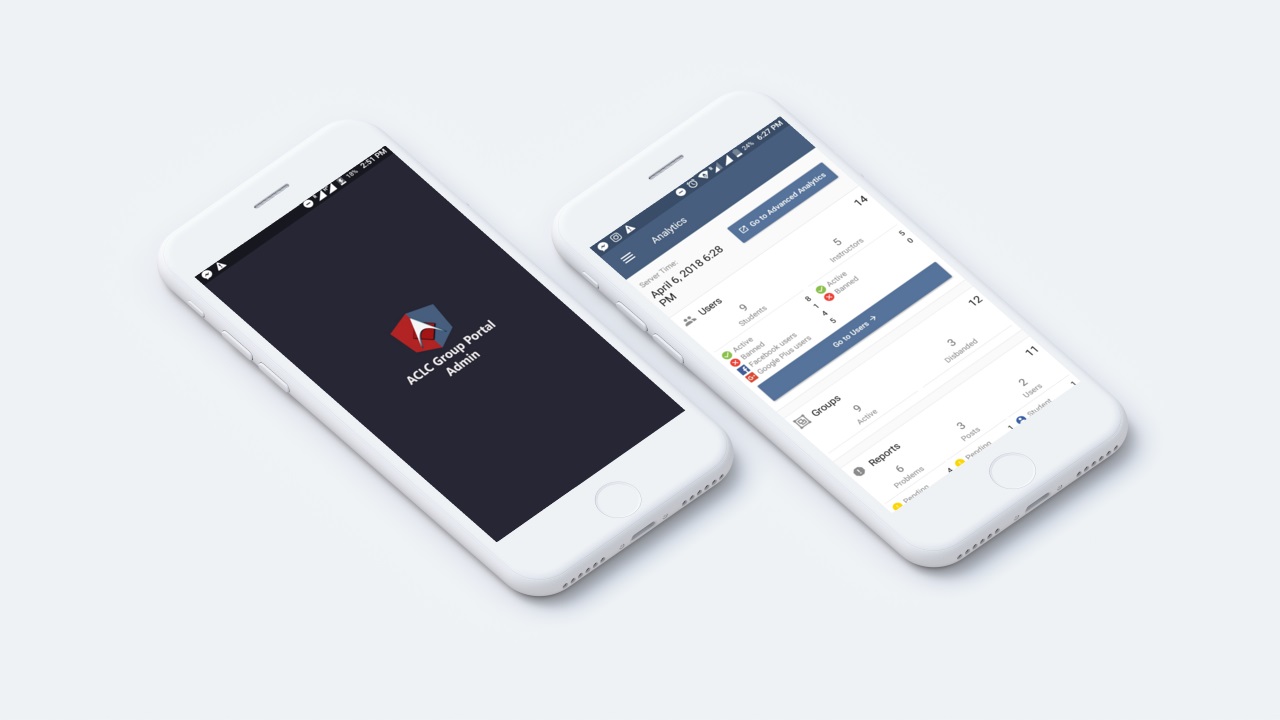 18% 2:51 PM
ACLC Group Portal
Admin
24% 6:27 PM
Analytics
Server Time:
April 6, 2018 6:28
PM
Go to Advanced Analytics
Users
14
9
Students
5
Instructors
Active 8
Banned 1
Facebook users 4
Google Plus users 5
Active 5
Banned 0
Go to Users →
Groups
12
9
Active
3
Disbanded
Reports
11
6
Problems
3
Posts
2
Users
Pending 4
Pending 1
Student 1